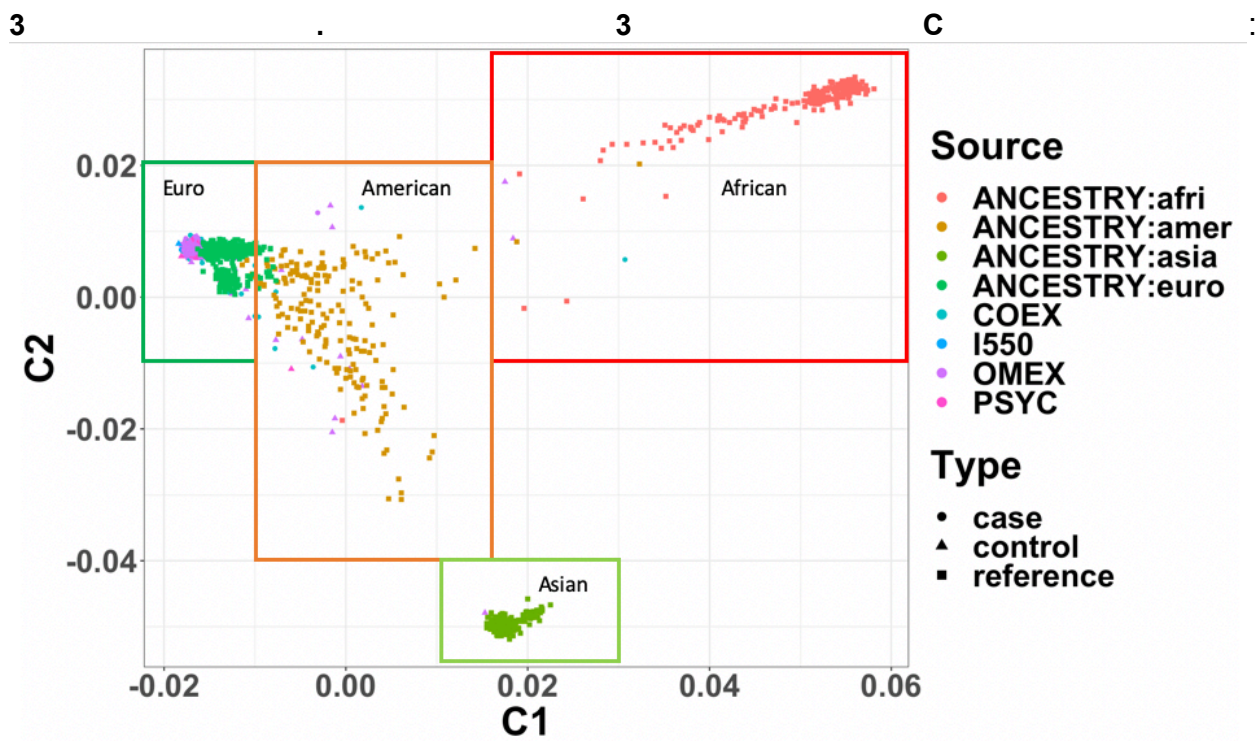 3 . 3 C :
Euro
American
African
Asian
0.02
0.00
-0.02
-0.04
C2
-0.02
0.00
0.02
0.04
0.06
C1
Source
ANCESTRY:afri
ANCESTRY:amer
ANCESTRY:asia
ANCESTRY:euro
COEX
I550
OMEX
PSYC
Type
case
control
reference